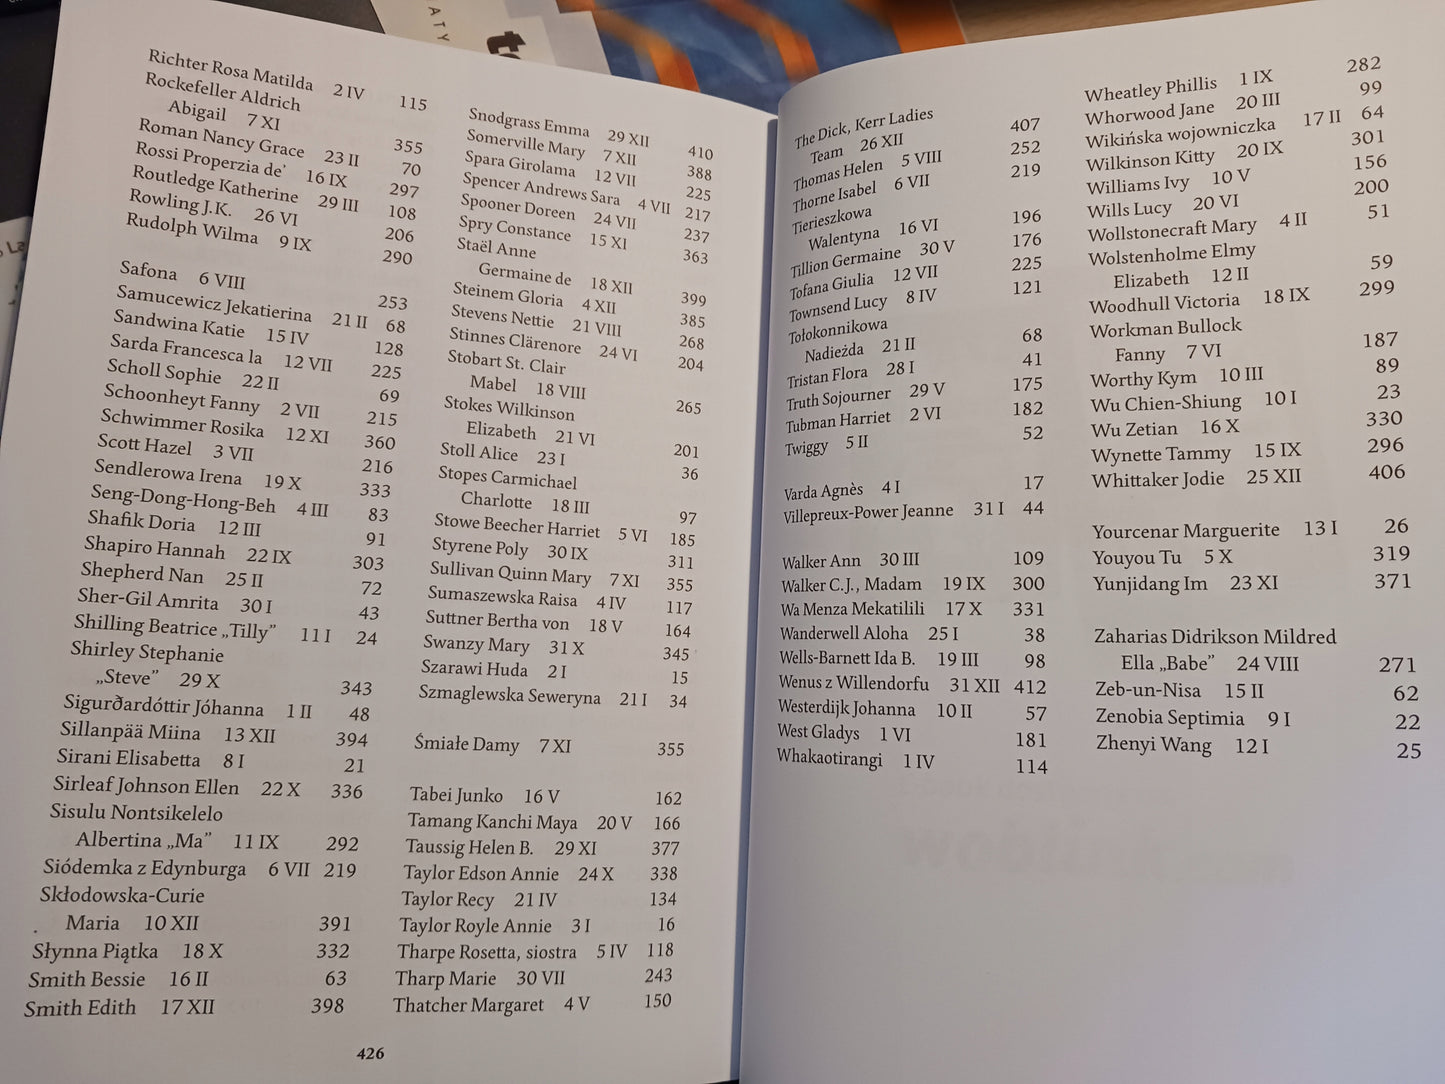 ATY
Richter Rosa Matilda 2 IV 115
Rockefeller Aldrich
Abigail 7 XI 355
Roman Nancy Grace 23 II 70
Rossi Properzia de' 16 IX 297
Routledge Katherine 29 III 108
Rowling J.K. 26 VI 206
Rudolph Wilma 9 IX 290
Safona 6 VIII 253
Samucewicz Jekatierina 21 II 68
Sandwina Katie 15 IV 128
Sarda Francesca la 12 VII 225
Scholl Sophie 22 II 69
Schoonheyt Fanny 2 VII 215
Schwimmer Rosika 12 XI 360
Scott Hazel 3 VII 216
Sendlerowa Irena 19 X 333
Seng-Dong-Hong-Beh 4 III 83
Shafik Doria 12 III 91
Shapiro Hannah 22 IX 303
Shepherd Nan 25 II 72
Sher-Gil Amrita 30 I 43
Shilling Beatrice „Tilly” 11 I 24
Shirley Stephanie
„Steve” 29 X 343
Sigurðardóttir Jóhanna 1 II 48
Sillanpää Miina 13 XII 394
Sirani Elisabetta 8 I 21
Sirleaf Johnson Ellen 22 X 336
Sisulu Nontsikelelo
Albertina „Ma” 11 IX 292
Siódemka z Edynburga 6 VII 219
Skłodowska-Curie
Maria 10 XII 391
Słynna Piątka 18 X 332
Smith Bessie 16 II 63
Smith Edith 17 XII 398
Snodgrass Emma 29 XII 410
Somerville Mary 7 XII 388
Spara Girolama 12 VII 225
Spencer Andrews Sara 4 VII 217
Spooner Doreen 24 VII 237
Spry Constance 15 XI 363
Staël Anne
Germaine de 18 XII 399
Steinem Gloria 4 XII 385
Stevens Nettie 21 VIII 268
Stinnes Clärenore 24 VI 204
Stobart St. Clair
Mabel 18 VIII 265
Stokes Wilkinson
Elizabeth 21 VI 201
Stoll Alice 23 I 36
Stopes Carmichael
Charlotte 18 III 97
Stowe Beecher Harriet 5 VI 185
Styrene Poly 30 IX 311
Sullivan Quinn Mary 7 XI 355
Sumaszewska Raisa 4 IV 117
Suttner Bertha von 18 V 164
Swanzy Mary 31 X 345
Szarawi Huda 2 I 15
Szmaglewska Seweryna 21 I 34
Śmiałe Damy 7 XI 355
Tabei Junko 16 V 162
Tamang Kanchi Maya 20 V 166
Taussig Helen B. 29 XI 377
Taylor Edson Annie 24 X 338
Taylor Recy 21 IV 134
Taylor Royle Annie 3 I 16
Tharpe Rosetta, siostra 5 IV 118
Tharp Marie 30 VII 243
Thatcher Margaret 4 V 150
426
The Dick, Kerr Ladies
Team 26 XII 407
Thomas Helen 5 VIII 252
Thorne Isabel 6 VII 219
Tierieszkowa
Walentyna 16 VI 196
Tillion Germaine 30 V 176
Tofana Giulia 12 VII 225
Townsend Lucy 8 IV 121
Tołokonnikowa
Nadieżda 21 II 68
Tristan Flora 28 I 41
Truth Sojourner 29 V 175
Tubman Harriet 2 VI 182
Twiggy 5 II 52
Varda Agnès 4 I 17
Villepreux-Power Jeanne 31 I 44
Walker Ann 30 III 109
Walker C.J., Madam 19 IX 300
Wa Menza Mekatilili 17 X 331
Wanderwell Aloha 25 I 38
Wells-Barnett Ida B. 19 III 98
Wenus z Willendorfu 31 XII 412
Westerdijk Johanna 10 II 57
West Gladys 1 VI 181
Whakaotirangi 1 IV 114
Wheatley Phillis 1 IX 282
Whorwood Jane 20 III 99
Wikińska wojowniczka 17 II 64
Wilkinson Kitty 20 IX 301
Williams Ivy 10 V 156
Wills Lucy 20 VI 200
Wollstonecraft Mary 4 II 51
Wolstenholme Elmy
Elizabeth 12 II 59
Woodhull Victoria 18 IX 299
Workman Bullock
Fanny 7 VI 187
Worthy Kym 10 III 89
Wu Chien-Shiung 10 I 23
Wu Zetian 16 X 330
Wynette Tammy 15 IX 296
Whittaker Jodie 25 XII 406
Yourcenar Marguerite 13 I 26
Youyou Tu 5 X 319
Yunjidang Im 23 XI 371
Zaharias Didrikson Mildred
Ella „Babe” 24 VIII 271
Zeb-un-Nisa 15 II 62
Zenobia Septimia 9 I 22
Zhenyi Wang 12 I 25